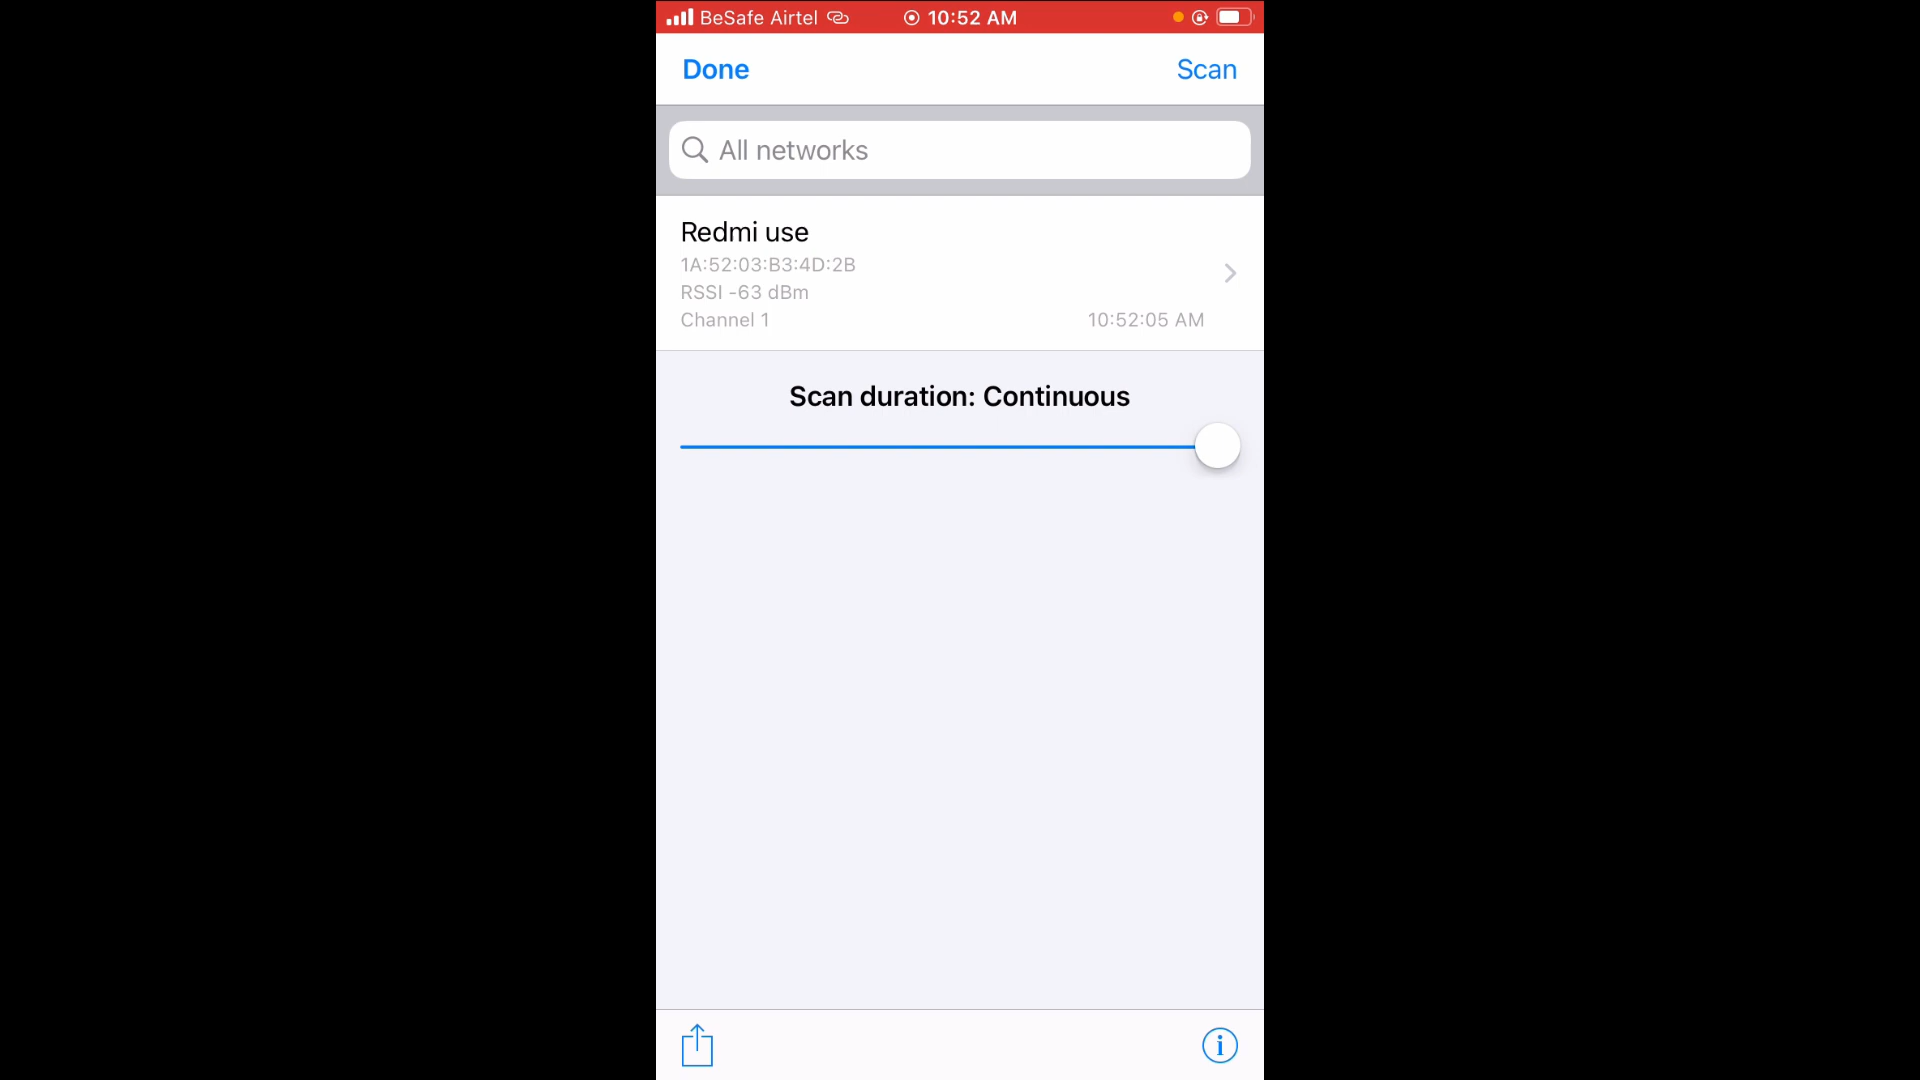 BeSafe Airtel 10:52 AM
Done Scan
All networks
Redmi use
1A:52:03:B3:4D:2B
RSSI -63 dBm
Channel 1 10:52:05 AM
Scan duration: Continuous